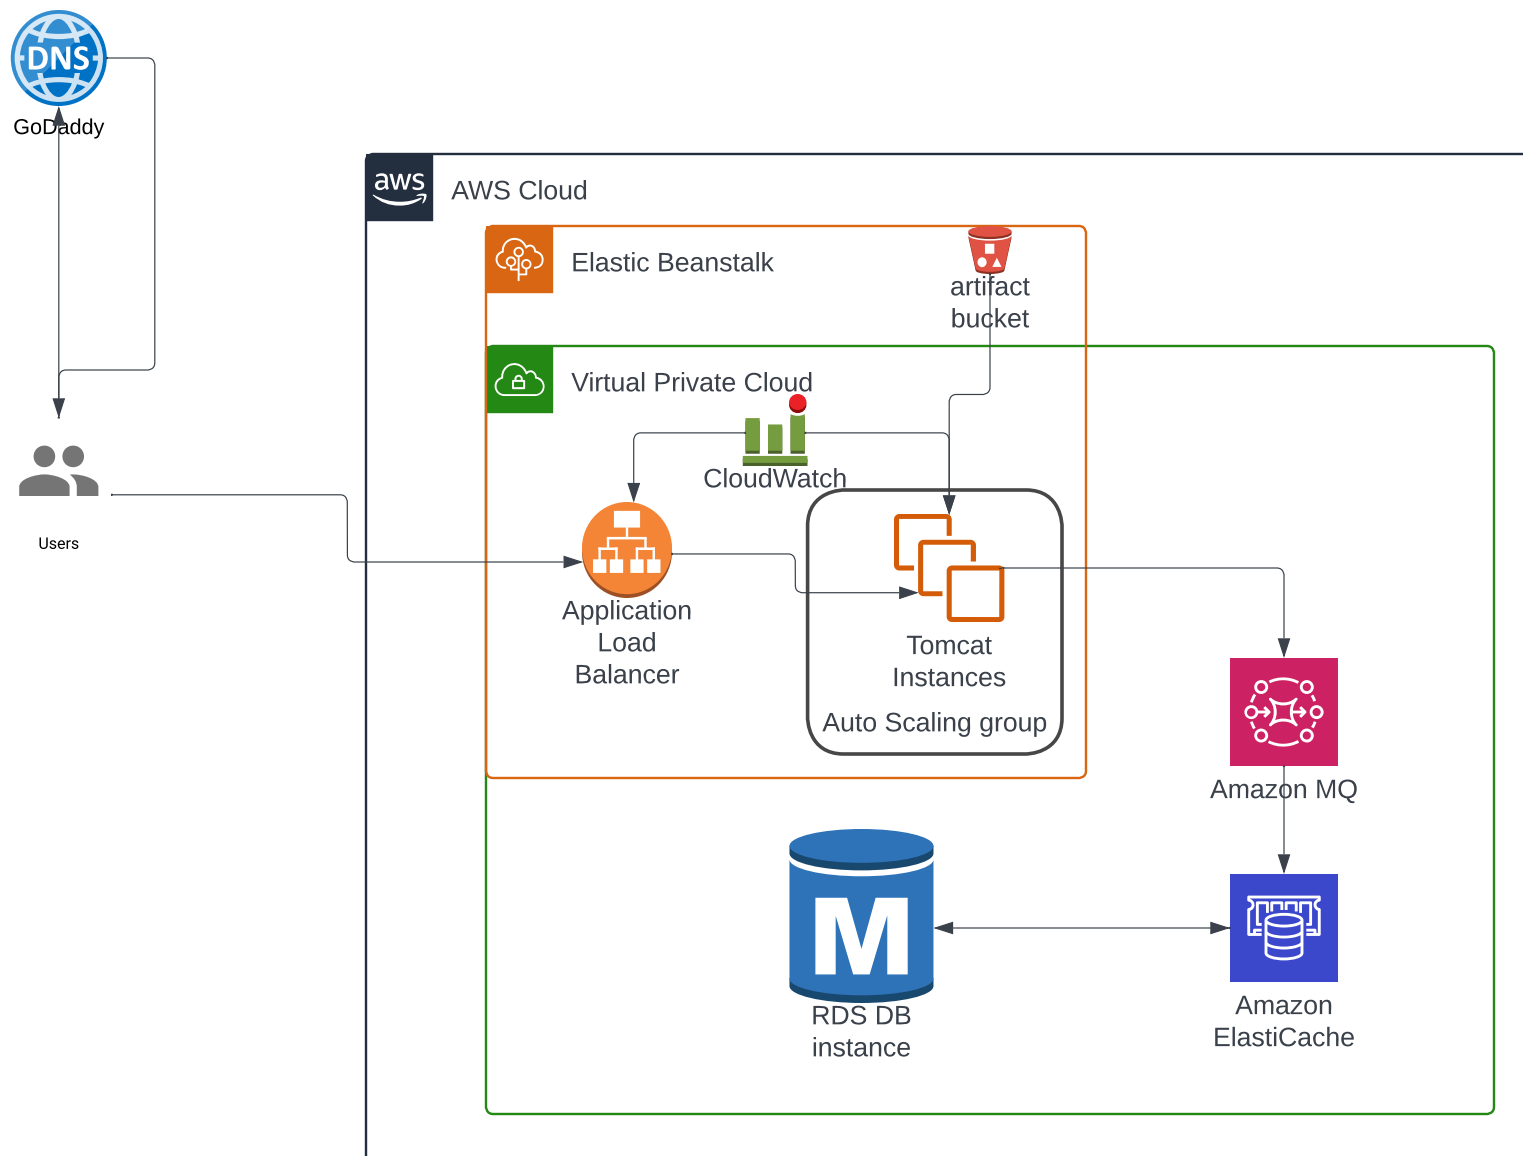 DNS
GoDaddy
aws
AWS Cloud
Elastic Beanstalk
artifact
bucket
Virtual Private Cloud
CloudWatch
Users
Application
Load
Balancer
Tomcat
Instances
Auto Scaling group
Amazon MQ
M
RDS DB
instance
Amazon
ElastiCache